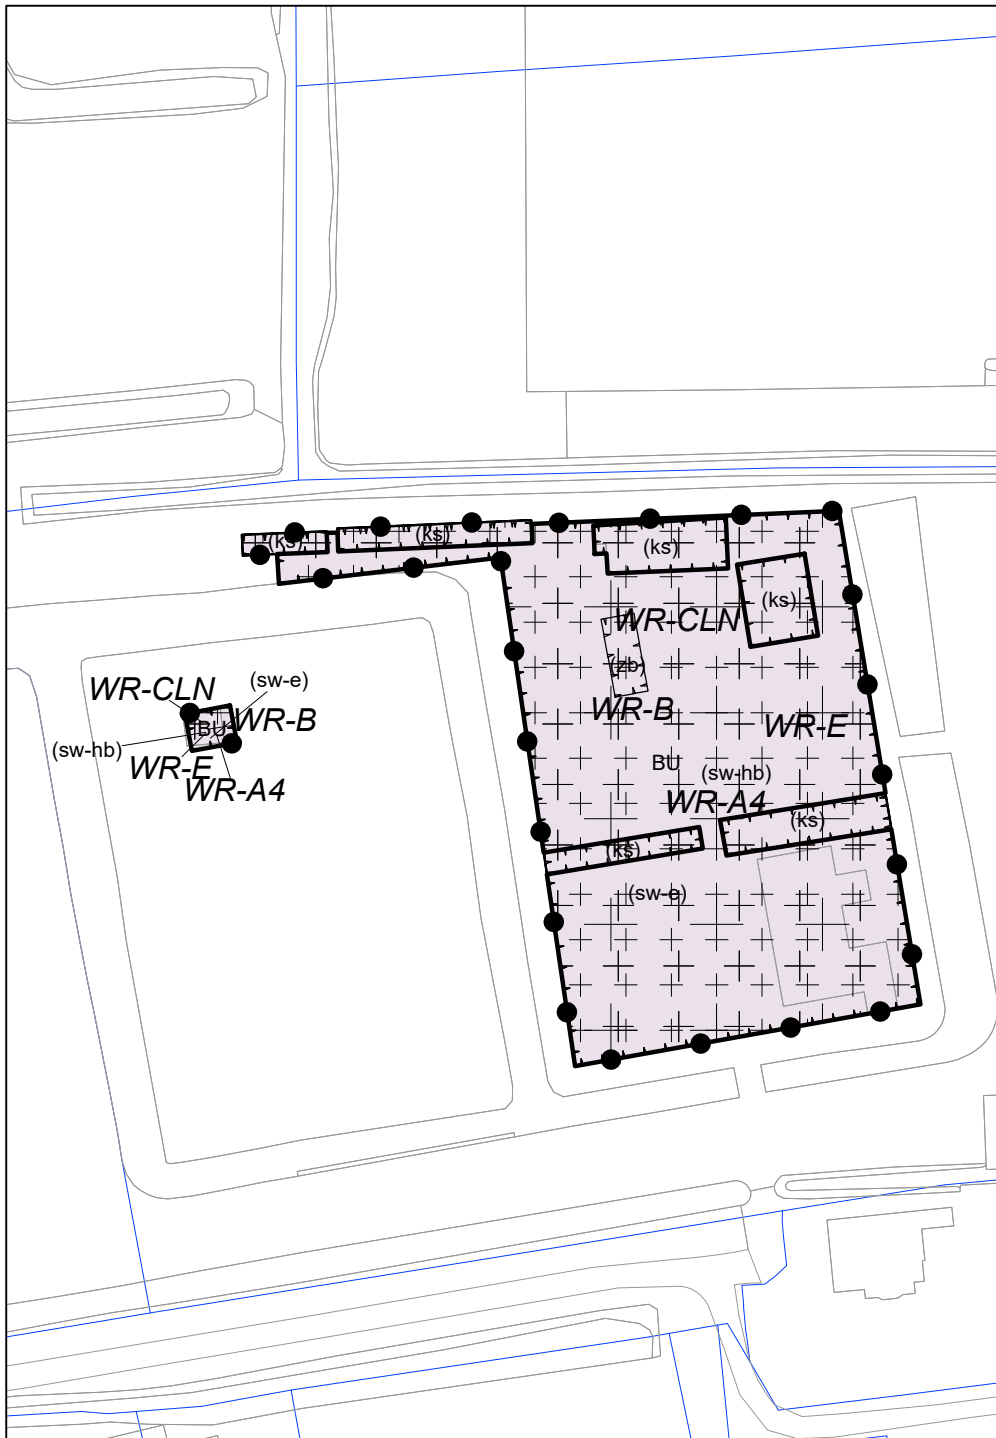 (ks)
(ks)
(ks)
(ks)
WR-CLN
(zb)
(sw-e)
WR-CLN
WR-B
WR-B
BU
WR-E
(sw-hb)
WR-E
BU
(sw-hb)
WR-A4
WR-A4
(ks)
(ks)
(sw-e)